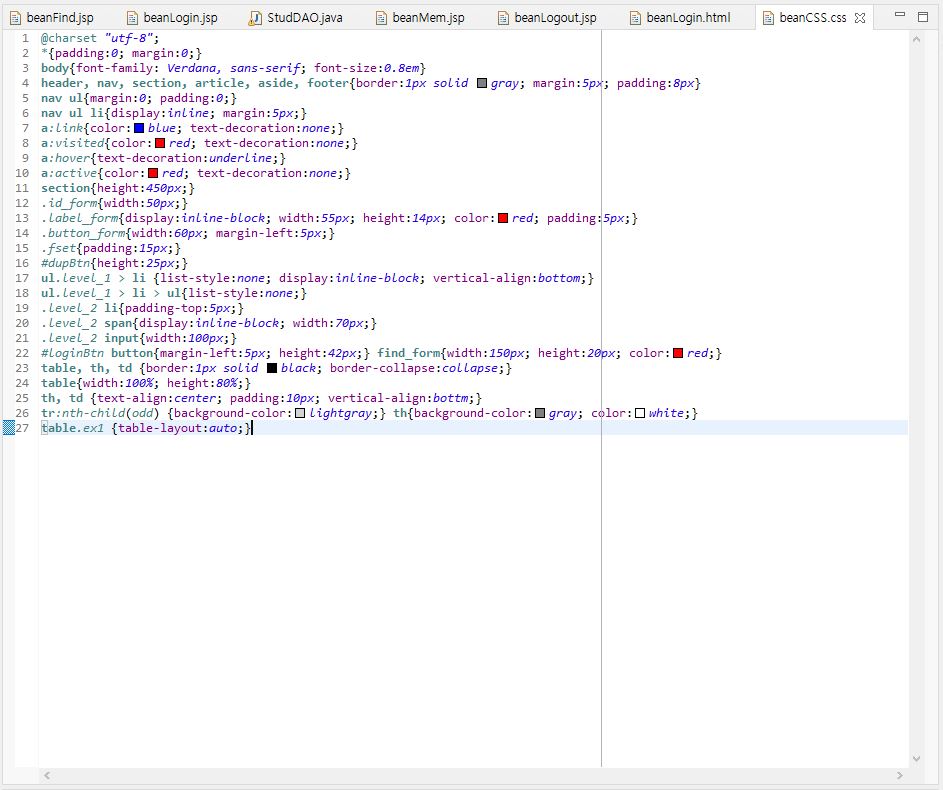 beanFind.jsp beanLogin.jsp StudDAO.java beanMem.jsp beanLogout.jsp beanLogin.html beanCSS.css
1 @charset "utf-8";
2 *{padding:0; margin:0;}
3 body{font-family: Verdana, sans-serif; font-size:0.8em}
4 header, nav, section, article, aside, footer{border:1px solid gray; margin:5px; padding:8px}
5 nav ul{margin:0; padding:0;}
6 nav ul li{display:inline; margin:5px;}
7 a:link{color:blue; text-decoration:none;}
8 a:visited{color:red; text-decoration:none;}
9 a:hover{text-decoration:underline;}
10 a:active{color:red; text-decoration:none;}
11 section{height:450px;}
12 .id_form{width:50px;}
13 .label_form{display:inline-block; width:55px; height:14px; color:red; padding:5px;}
14 .button_form{width:60px; margin-left:5px;}
15 .fset{padding:15px;}
16 #dupBtn{height:25px;}
17 ul.level_1 > li {list-style:none; display:inline-block; vertical-align:bottom;}
18 ul.level_1 > li > ul{list-style:none;}
19 .level_2 li{padding-top:5px;}
20 .level_2 span{display:inline-block; width:70px;}
21 .level_2 input{width:100px;}
22 #loginBtn button{margin-left:5px; height:42px;} find_form{width:150px; height:20px; color:red;}
23 table, th, td {border:1px solid black; border-collapse:collapse;}
24 table{width:100%; height:80%;}
25 th, td {text-align:center; padding:10px; vertical-align:bottm;}
26 tr:nth-child(odd) {background-color:lightgray;} th{background-color:gray; color:white;}
27 table.ex1 {table-layout:auto;}